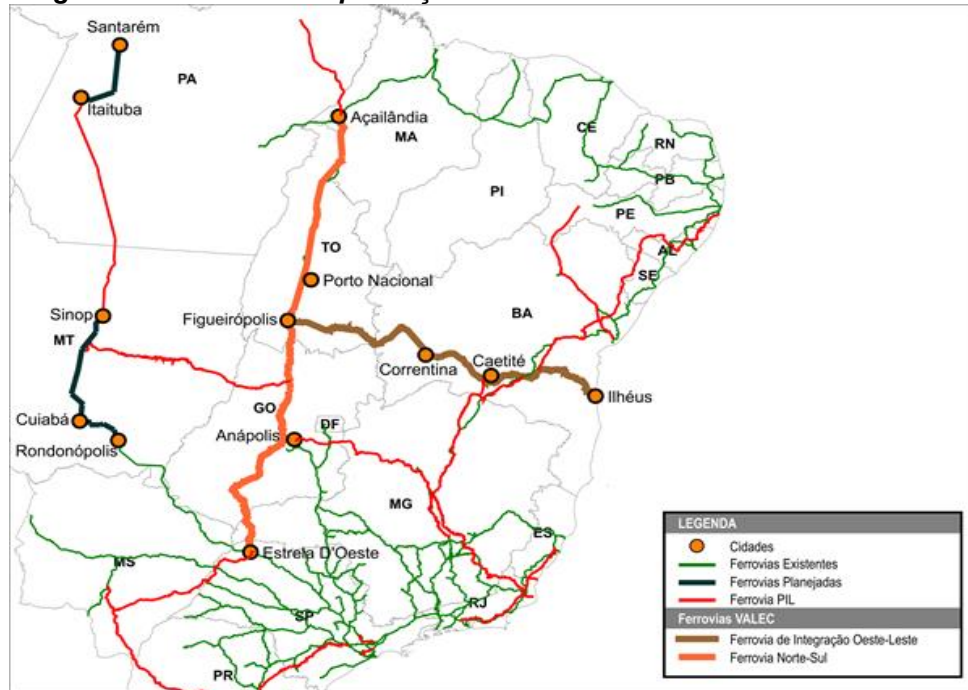 Santarém
PA
Itaituba
Açailândia
MA
CE
RN
PB
PI
PE
TO
AL
SE
Porto Nacional
Sinop
Figueirópolis
BA
MT
Correntina
Caetité
Ilhéus
GO
Cuiabá
DF
Anápolis
Rondonópolis
MG
ES
Estrela D'Oeste
MS
RJ
SP
PR
LEGENDA
Cidades
Ferrovias Existentes
Ferrovias Planejadas
Ferrovia PIL
Ferrovias VALEC
Ferrovia de Integração Oeste-Leste
Ferrovia Norte-Sul